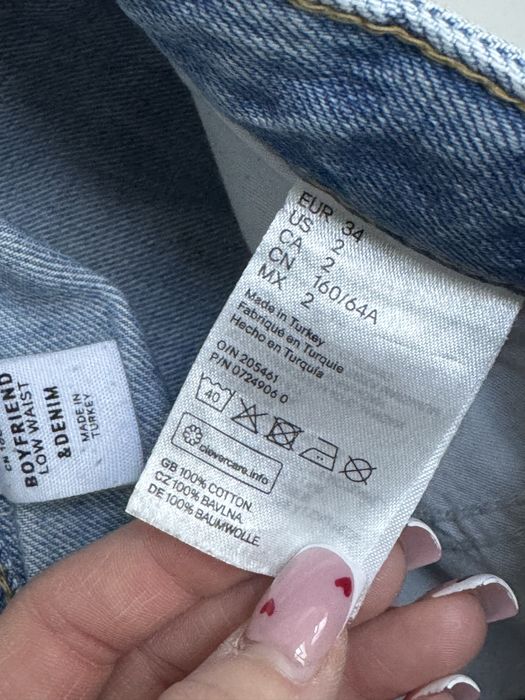 EUR 34
US 2
CA 2
CN 160/64A
MX 2
Made in Turkey
Fabriqué en Turquie
Hecho en Turquía
O/N 205461
P/N 0724906 0
40
clevercare.info
GB 100% COTTON.
CZ 100% BAVLNA.
DE 100% BAUMWOLLE.
BOYFRIEND
LOW WAIST
&DENIM
MADE IN
TURKEY